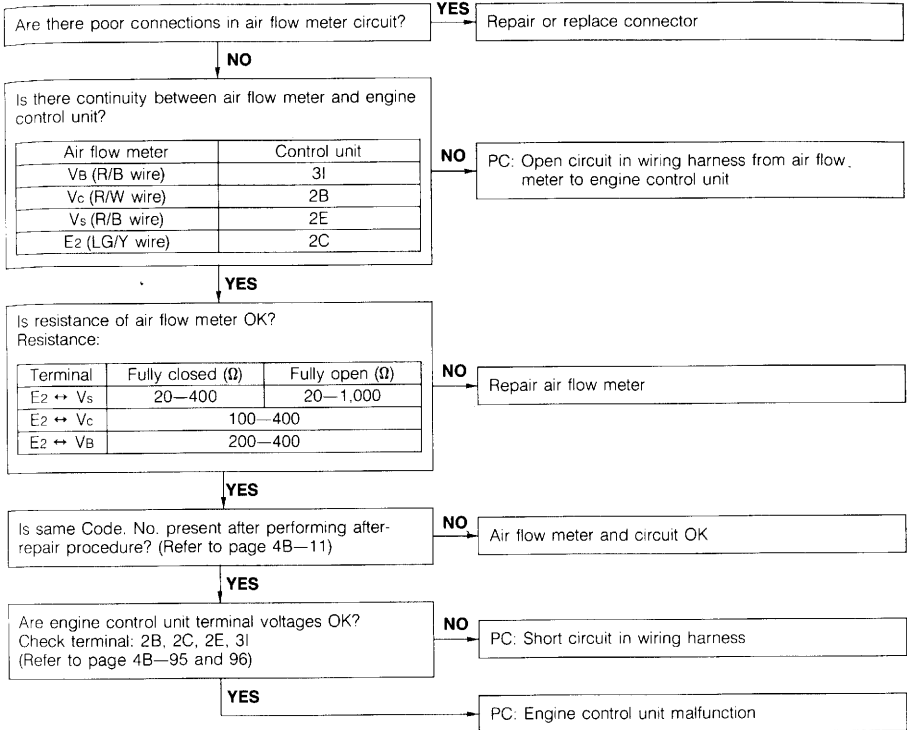 Are there poor connections in air flow meter circuit?
YES
Repair or replace connector
NO
Is there continuity between air flow meter and engine
control unit?
Air flow meter Control unit
VB (R/B wire) 3I
Vc (R/W wire) 2B
Vs (R/B wire) 2E
E2 (LG/Y wire) 2C
NO
PC: Open circuit in wiring harness from air flow
meter to engine control unit
YES
Is resistance of air flow meter OK?
Resistance:
Terminal Fully closed (Ω) Fully open (Ω)
E2 ↔ Vs 20—400 20—1,000
E2 ↔ Vc 100—400
E2 ↔ VB 200—400
NO
Repair air flow meter
YES
Is same Code. No. present after performing after-
repair procedure? (Refer to page 4B—11)
NO
Air flow meter and circuit OK
YES
Are engine control unit terminal voltages OK?
Check terminal: 2B, 2C, 2E, 3I
(Refer to page 4B—95 and 96)
NO
PC: Short circuit in wiring harness
YES
PC: Engine control unit malfunction